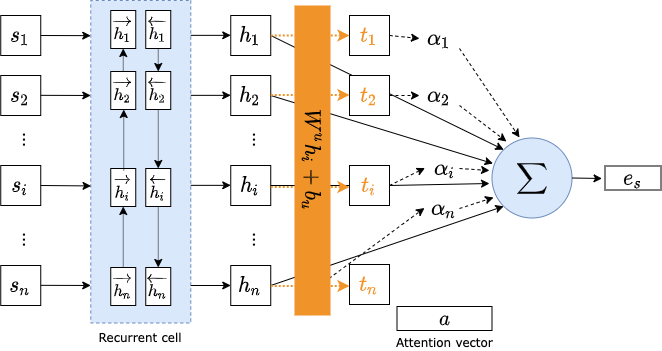 s₁ →h₁ ←h₁ h₁ t₁ α₁
s₂ →h₂ ←h₂ h₂ t₂ α₂
⋮ ⋮
sᵢ →hᵢ ←hᵢ hᵢ tᵢ αᵢ
⋮ ⋮
sₙ →hₙ ←hₙ hₙ tₙ αₙ
Wᵘhᵢ + bᵤ
∑
eₛ
a
Recurrent cell
Attention vector